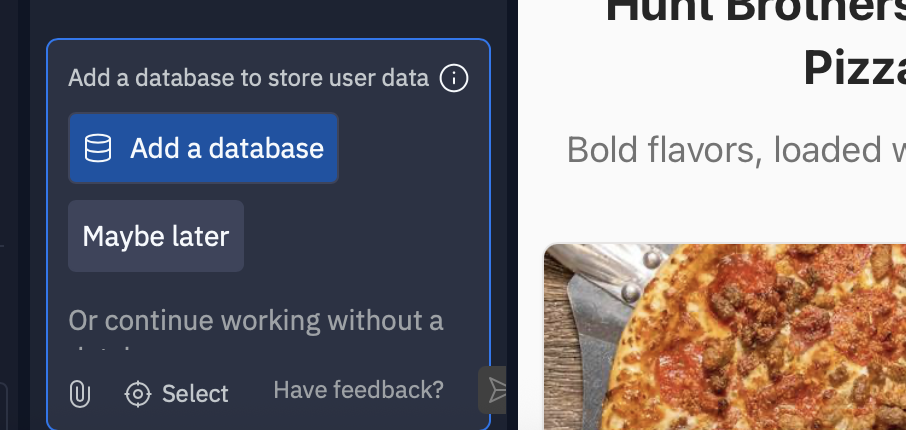 Add a database to store user data
Add a database
Maybe later
Or continue working without a
Select
Have feedback?
Hunt Brothers
Pizza
Bold flavors, loaded